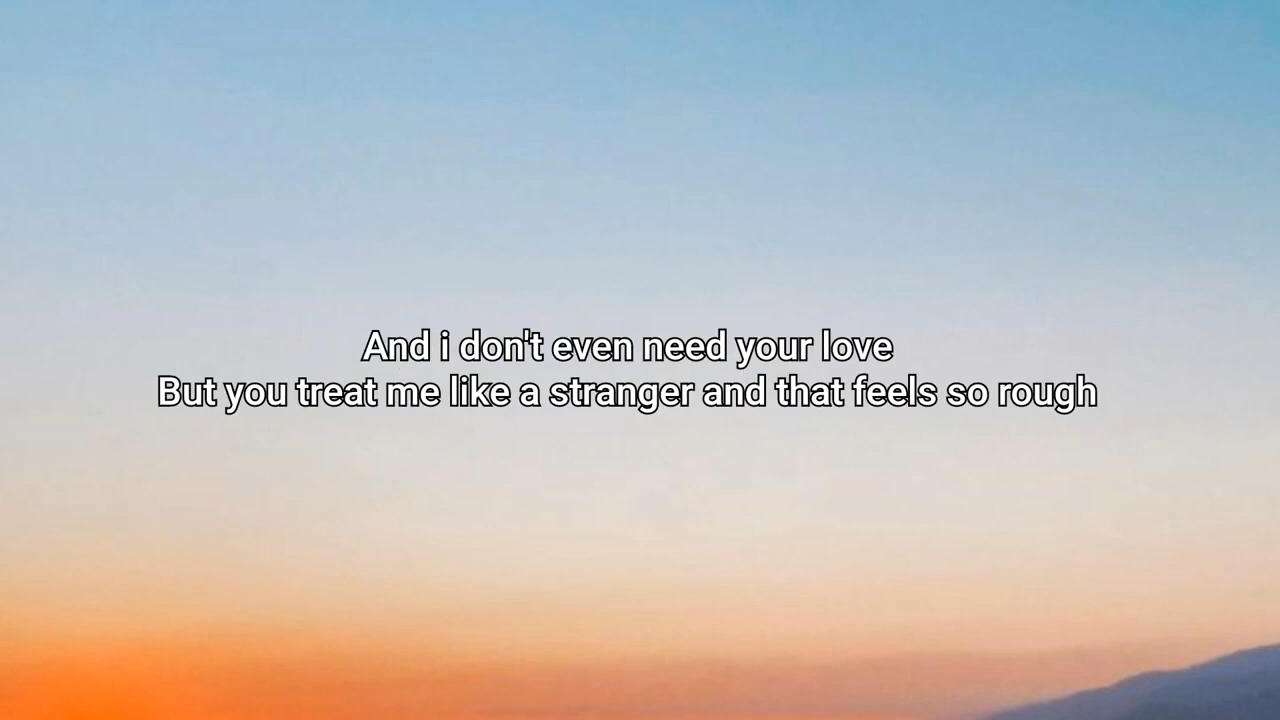 And i don't even need your love
But you treat me like a stranger and that feels so rough